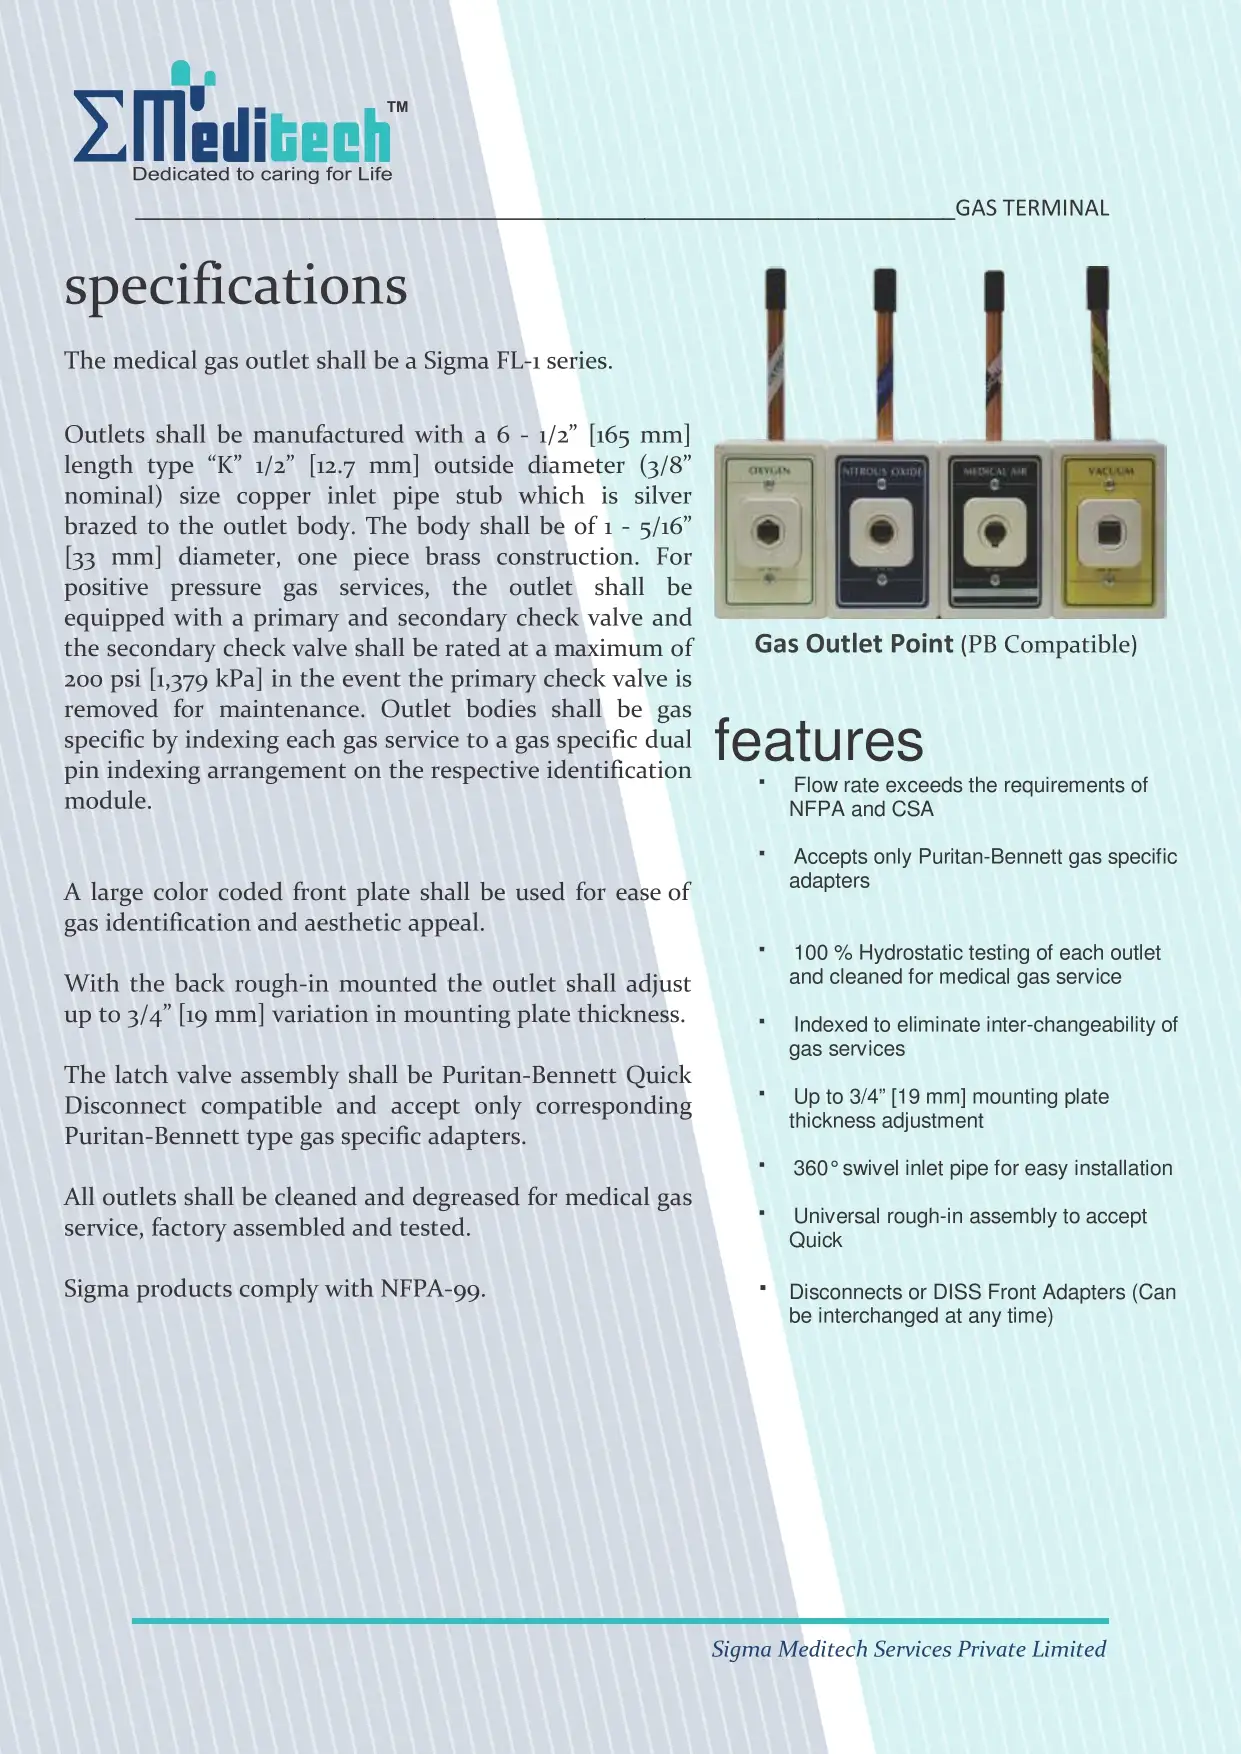 ΣMeditech™
Dedicated to caring for Life
GAS TERMINAL
specifications
The medical gas outlet shall be a Sigma FL-1 series.
Outlets shall be manufactured with a 6 - 1/2” [165 mm]
length type “K” 1/2” [12.7 mm] outside diameter (3/8”
nominal) size copper inlet pipe stub which is silver
brazed to the outlet body. The body shall be of 1 - 5/16”
[33 mm] diameter, one piece brass construction. For
positive pressure gas services, the outlet shall be
equipped with a primary and secondary check valve and
the secondary check valve shall be rated at a maximum of
200 psi [1,379 kPa] in the event the primary check valve is
removed for maintenance. Outlet bodies shall be gas
specific by indexing each gas service to a gas specific dual
pin indexing arrangement on the respective identification
module.
A large color coded front plate shall be used for ease of
gas identification and aesthetic appeal.
With the back rough-in mounted the outlet shall adjust
up to 3/4” [19 mm] variation in mounting plate thickness.
The latch valve assembly shall be Puritan-Bennett Quick
Disconnect compatible and accept only corresponding
Puritan-Bennett type gas specific adapters.
All outlets shall be cleaned and degreased for medical gas
service, factory assembled and tested.
Sigma products comply with NFPA-99.
OXYGEN
NITROUS OXIDE
MEDICAL AIR
VACUUM
Gas Outlet Point (PB Compatible)
features
▪ Flow rate exceeds the requirements of
NFPA and CSA
▪ Accepts only Puritan-Bennett gas specific
adapters
▪ 100 % Hydrostatic testing of each outlet
and cleaned for medical gas service
▪ Indexed to eliminate inter-changeability of
gas services
▪ Up to 3/4” [19 mm] mounting plate
thickness adjustment
▪ 360° swivel inlet pipe for easy installation
▪ Universal rough-in assembly to accept
Quick
▪ Disconnects or DISS Front Adapters (Can
be interchanged at any time)
Sigma Meditech Services Private Limited